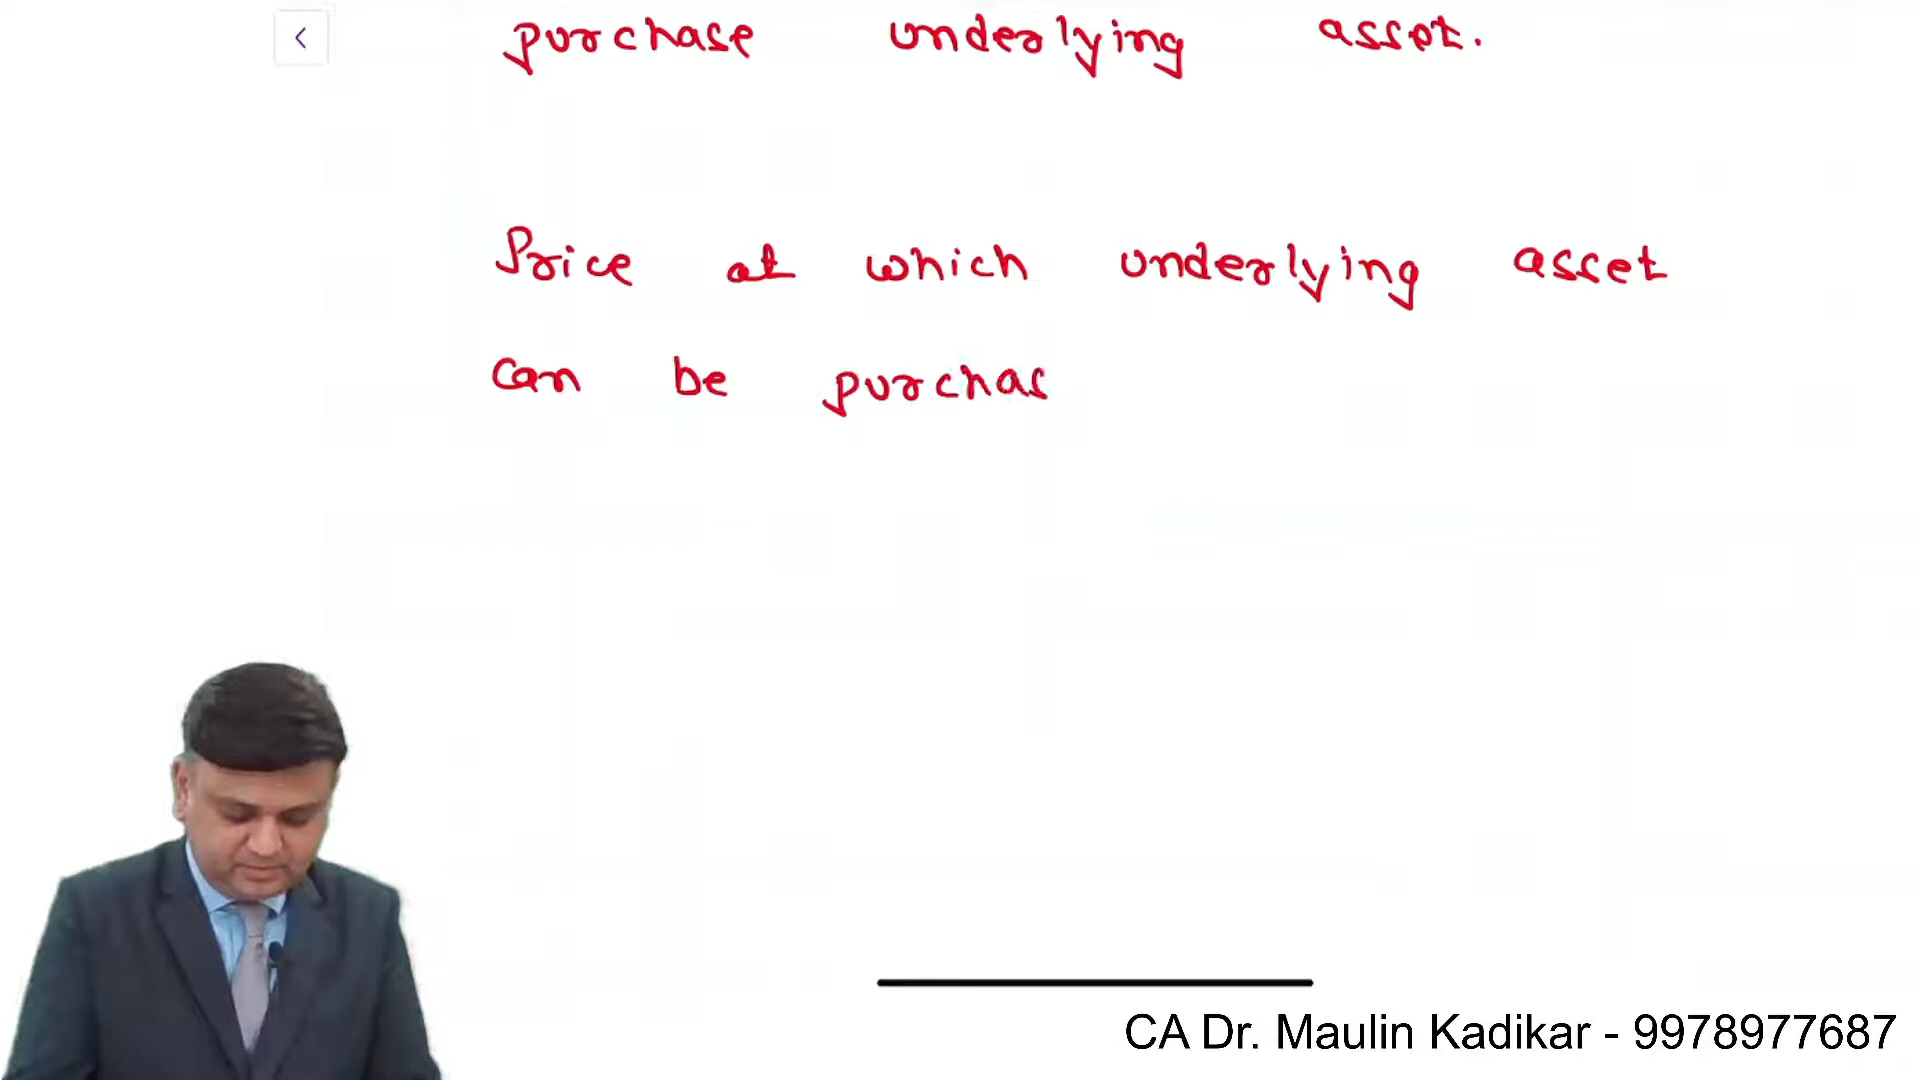 purchase underlying asset.
Price at which underlying asset
can be purchas
CA Dr. Maulin Kadikar - 9978977687